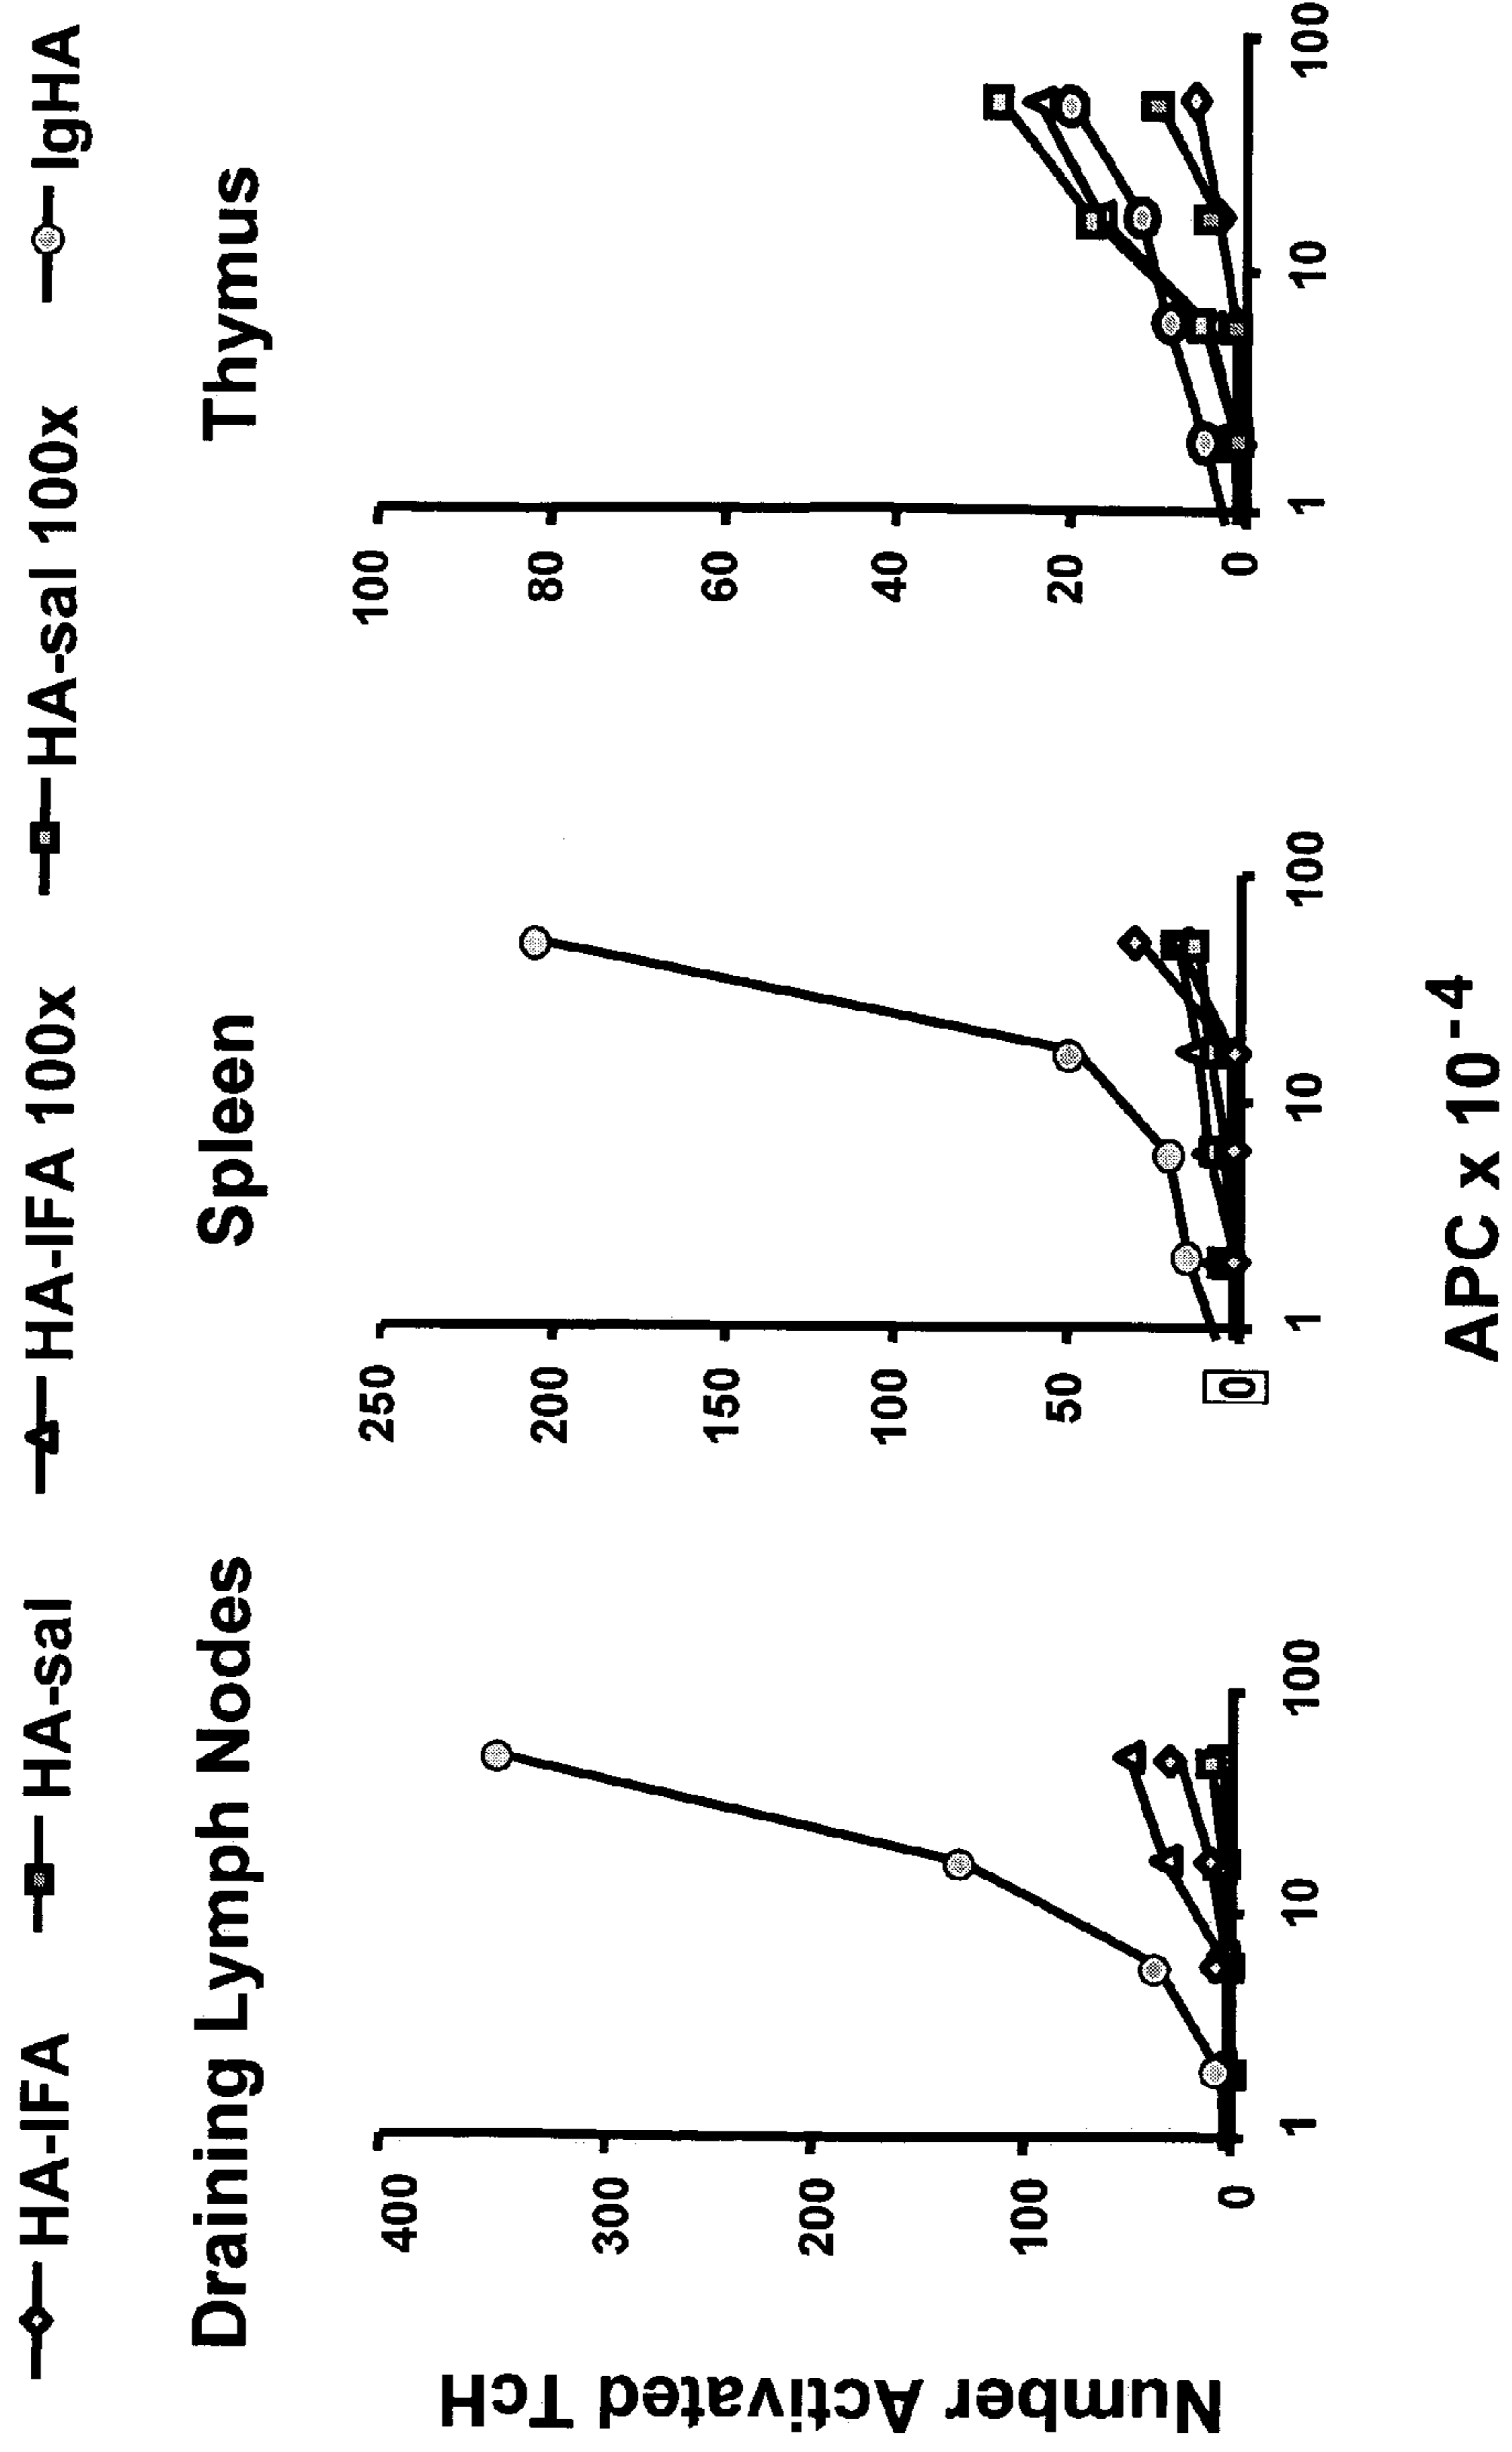 HA-IFA HA-sal HA-IFA 100x HA-sal 100x IgHA
Draining Lymph Nodes Spleen Thymus
Number Activated TcH
400
300
200
100
0
1 10 100
250
200
150
100
50
0
1 10 100
100
80
60
40
20
0
1 10 100
APC x 10-4